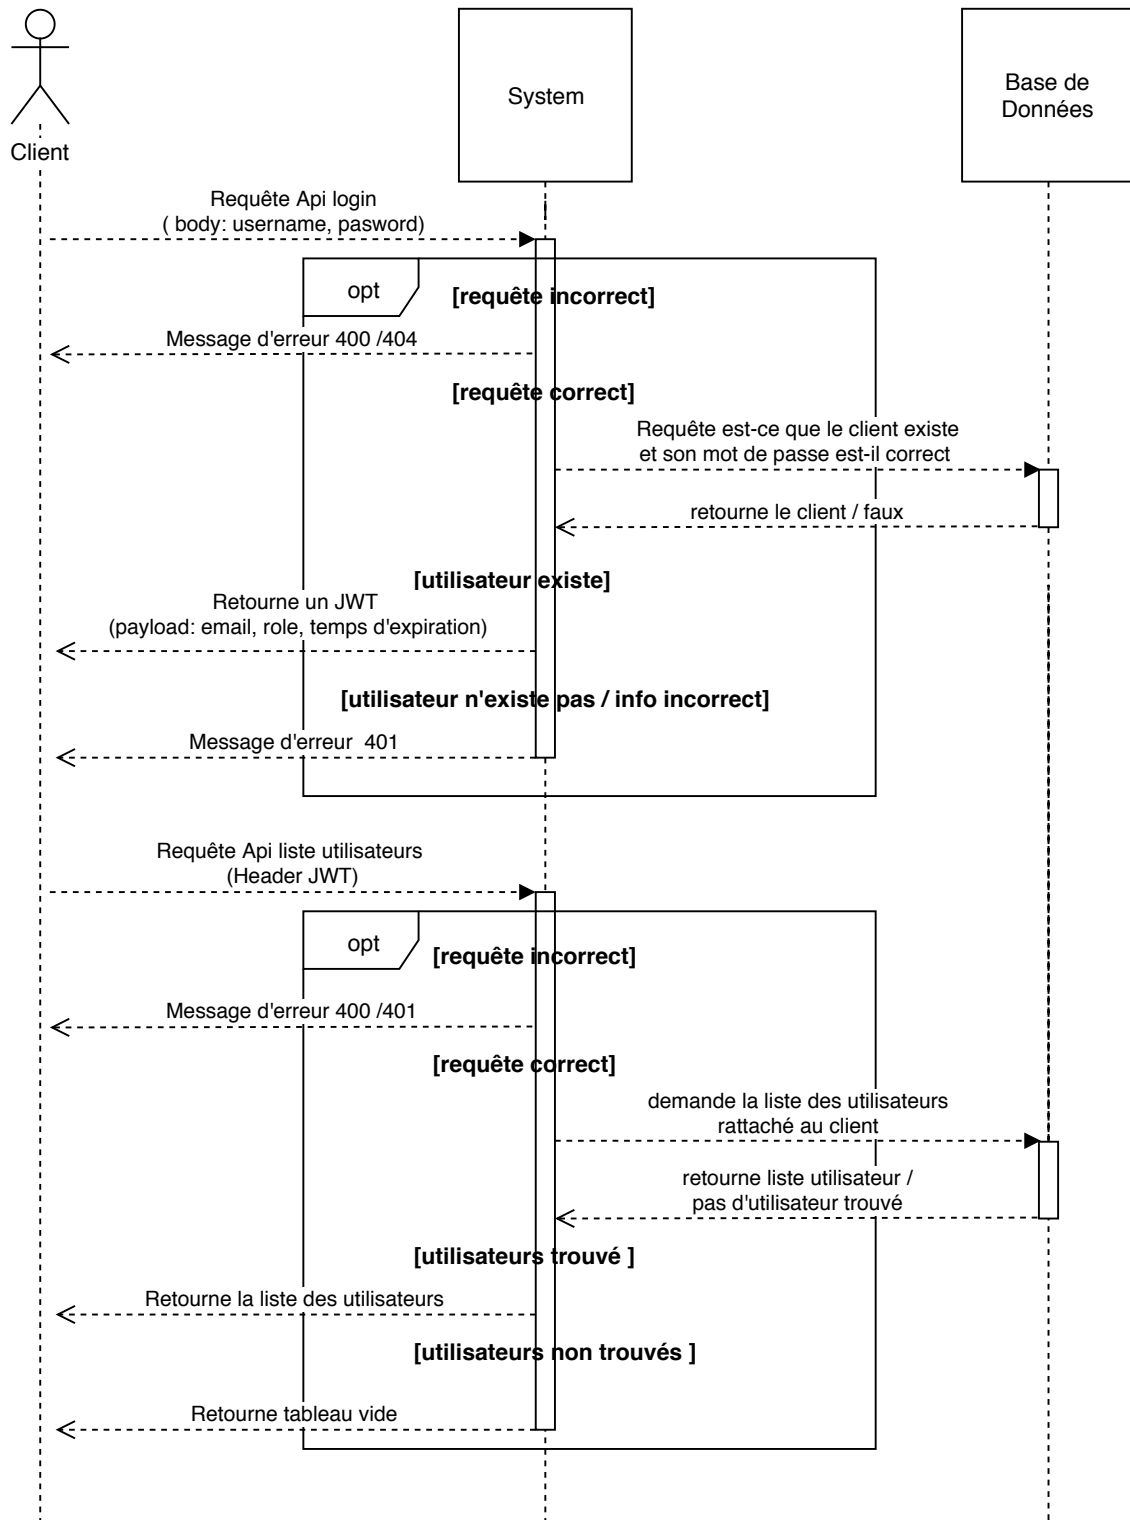 Client
System
Base de
Données
Requête Api login
( body: username, pasword)
opt
[requête incorrect]
Message d'erreur 400 /404
[requête correct]
Requête est-ce que le client existe
et son mot de passe est-il correct
retourne le client / faux
[utilisateur existe]
Retourne un JWT
(payload: email, role, temps d'expiration)
[utilisateur n'existe pas / info incorrect]
Message d'erreur  401
Requête Api liste utilisateurs
(Header JWT)
opt
[requête incorrect]
Message d'erreur 400 /401
[requête correct]
demande la liste des utilisateurs
rattaché au client
retourne liste utilisateur /
pas d'utilisateur trouvé
[utilisateurs trouvé ]
Retourne la liste des utilisateurs
[utilisateurs non trouvés ]
Retourne tableau vide